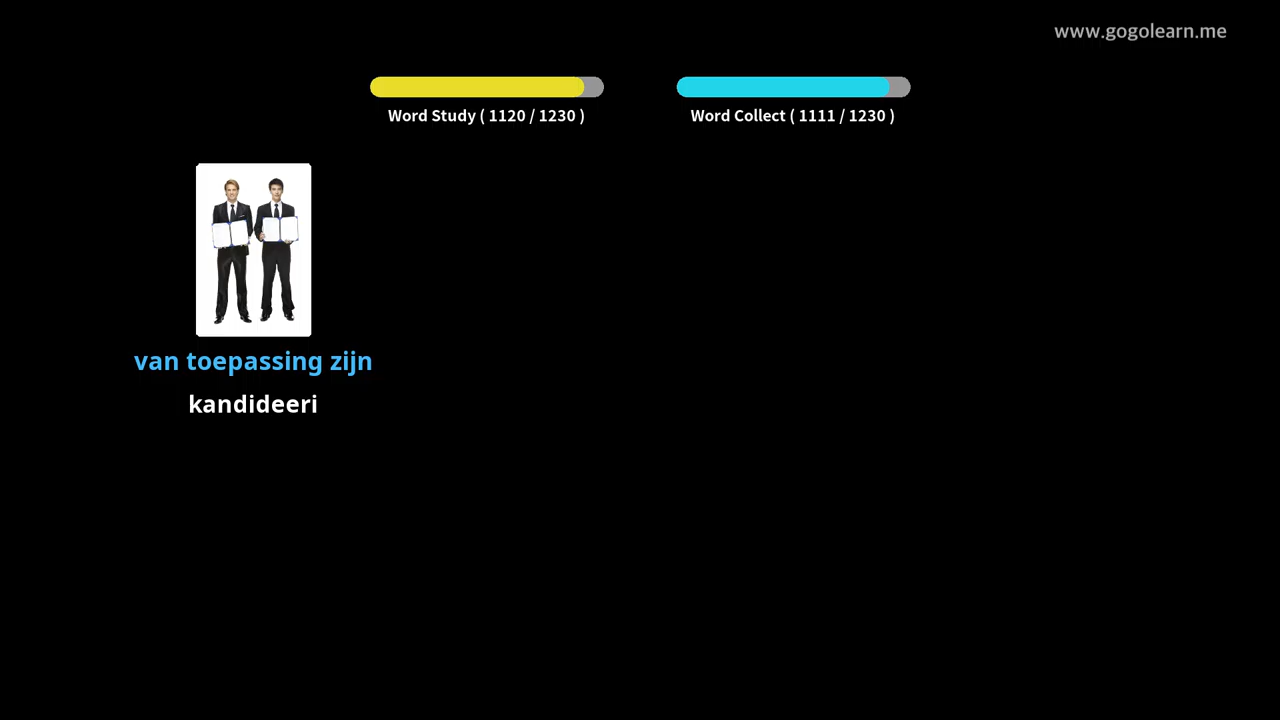 www.gogolearn.me
Word Study ( 1120 / 1230 )
Word Collect ( 1111 / 1230 )
van toepassing zijn
kandideeri